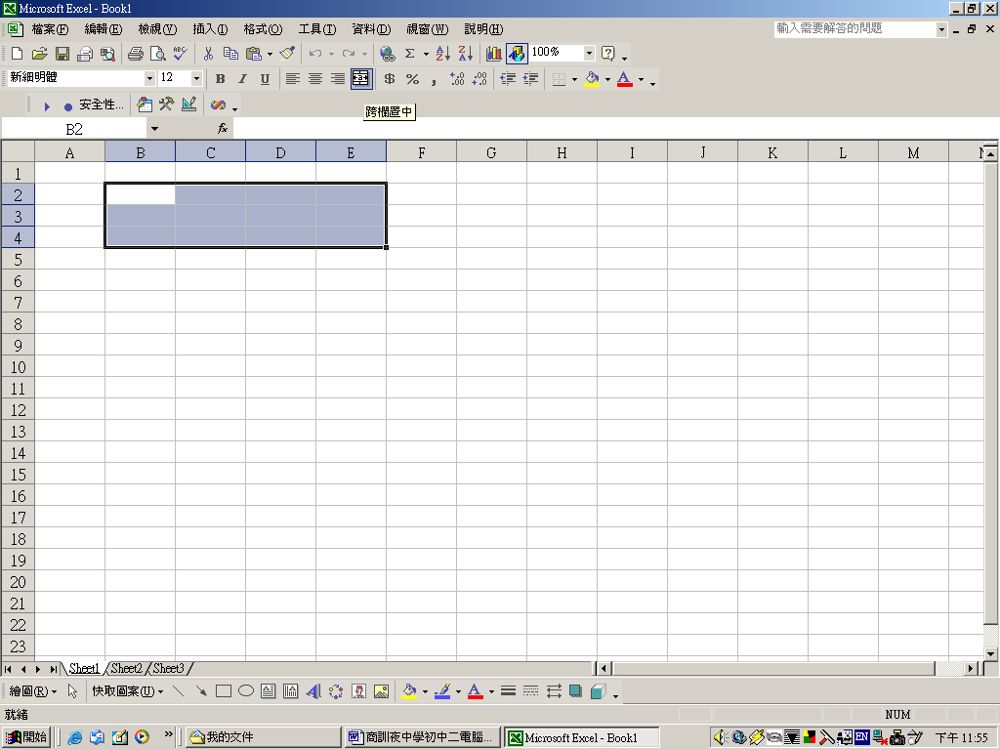 Microsoft Excel - Book1
檔案(F) 編輯(E) 檢視(V) 插入(I) 格式(O) 工具(T) 資料(D) 視窗(W) 說明(H) 輸入需要解答的問題
100%
新細明體 12 B I U $ %
安全性...
跨欄置中
B2 fx
A B C D E F G H I J K L M N
1
2
3
4
5
6
7
8
9
10
11
12
13
14
15
16
17
18
19
20
21
22
23
Sheet1 Sheet2 Sheet3
繪圖(R) 快取圖案(U)
就緒 NUM
開始 我的文件 商訓夜中學初中二電腦... Microsoft Excel - Book1 EN 下午 11:55